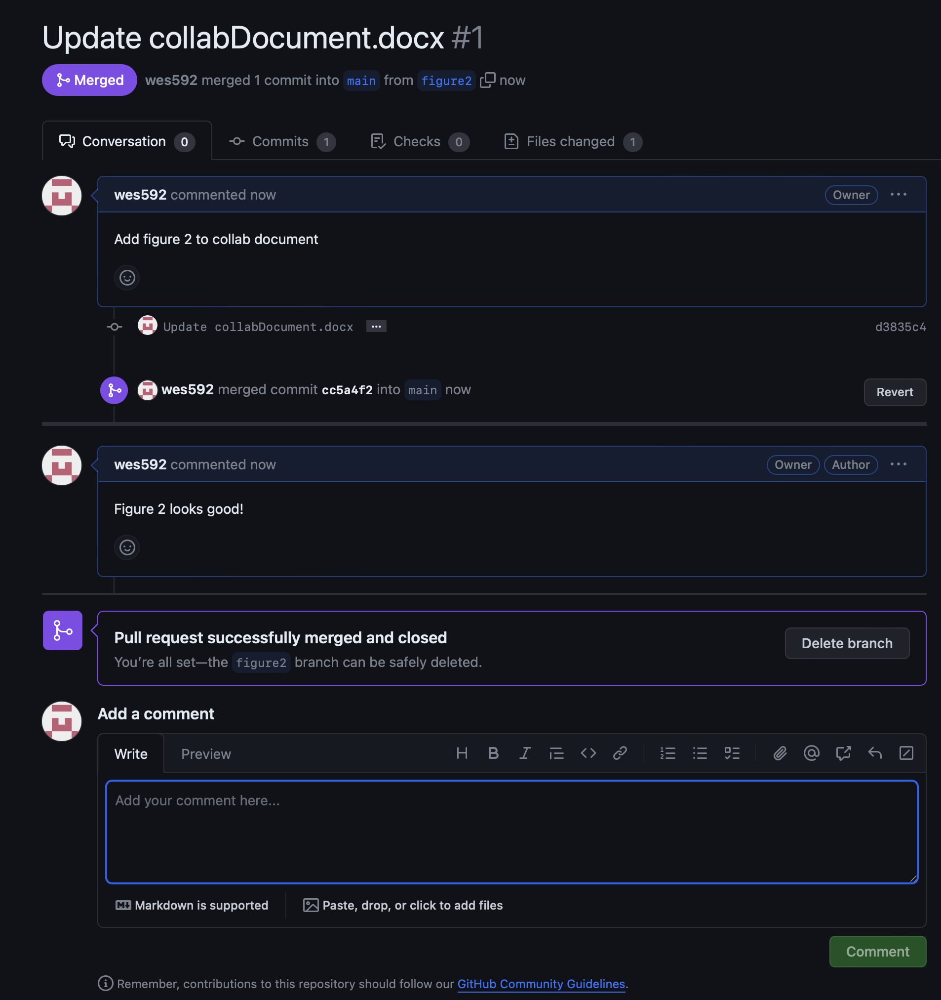 Update collabDocument.docx #1
Merged wes592 merged 1 commit into main from figure2 now
Conversation 0 Commits 1 Checks 0 Files changed 1
wes592 commented now Owner
Add figure 2 to collab document
Update collabDocument.docx ... d3835c4
wes592 merged commit cc5a4f2 into main now Revert
wes592 commented now Owner Author
Figure 2 looks good!
Pull request successfully merged and closed
You’re all set—the figure2 branch can be safely deleted.
Delete branch
Add a comment
Write Preview
Add your comment here...
Markdown is supported Paste, drop, or click to add files
Comment
Remember, contributions to this repository should follow our GitHub Community Guidelines.